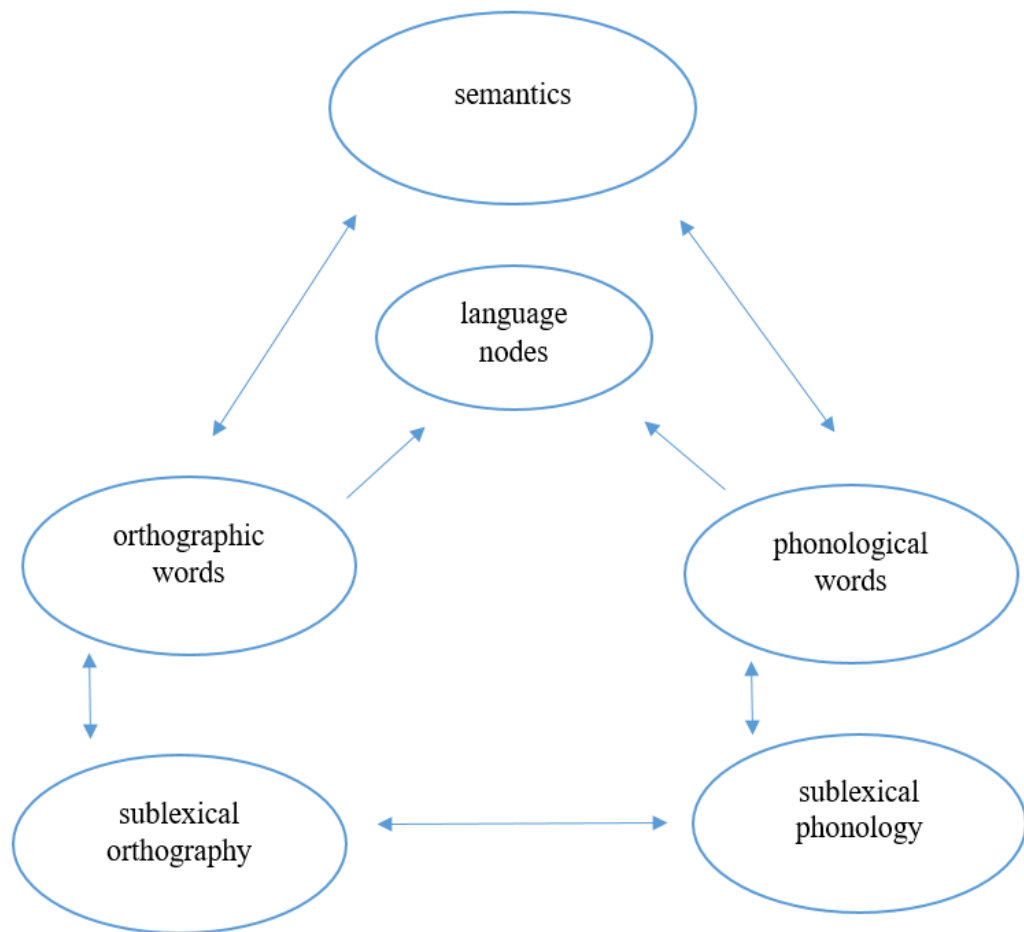 semantics
language
nodes
orthographic
words
phonological
words
sublexical
orthography
sublexical
phonology